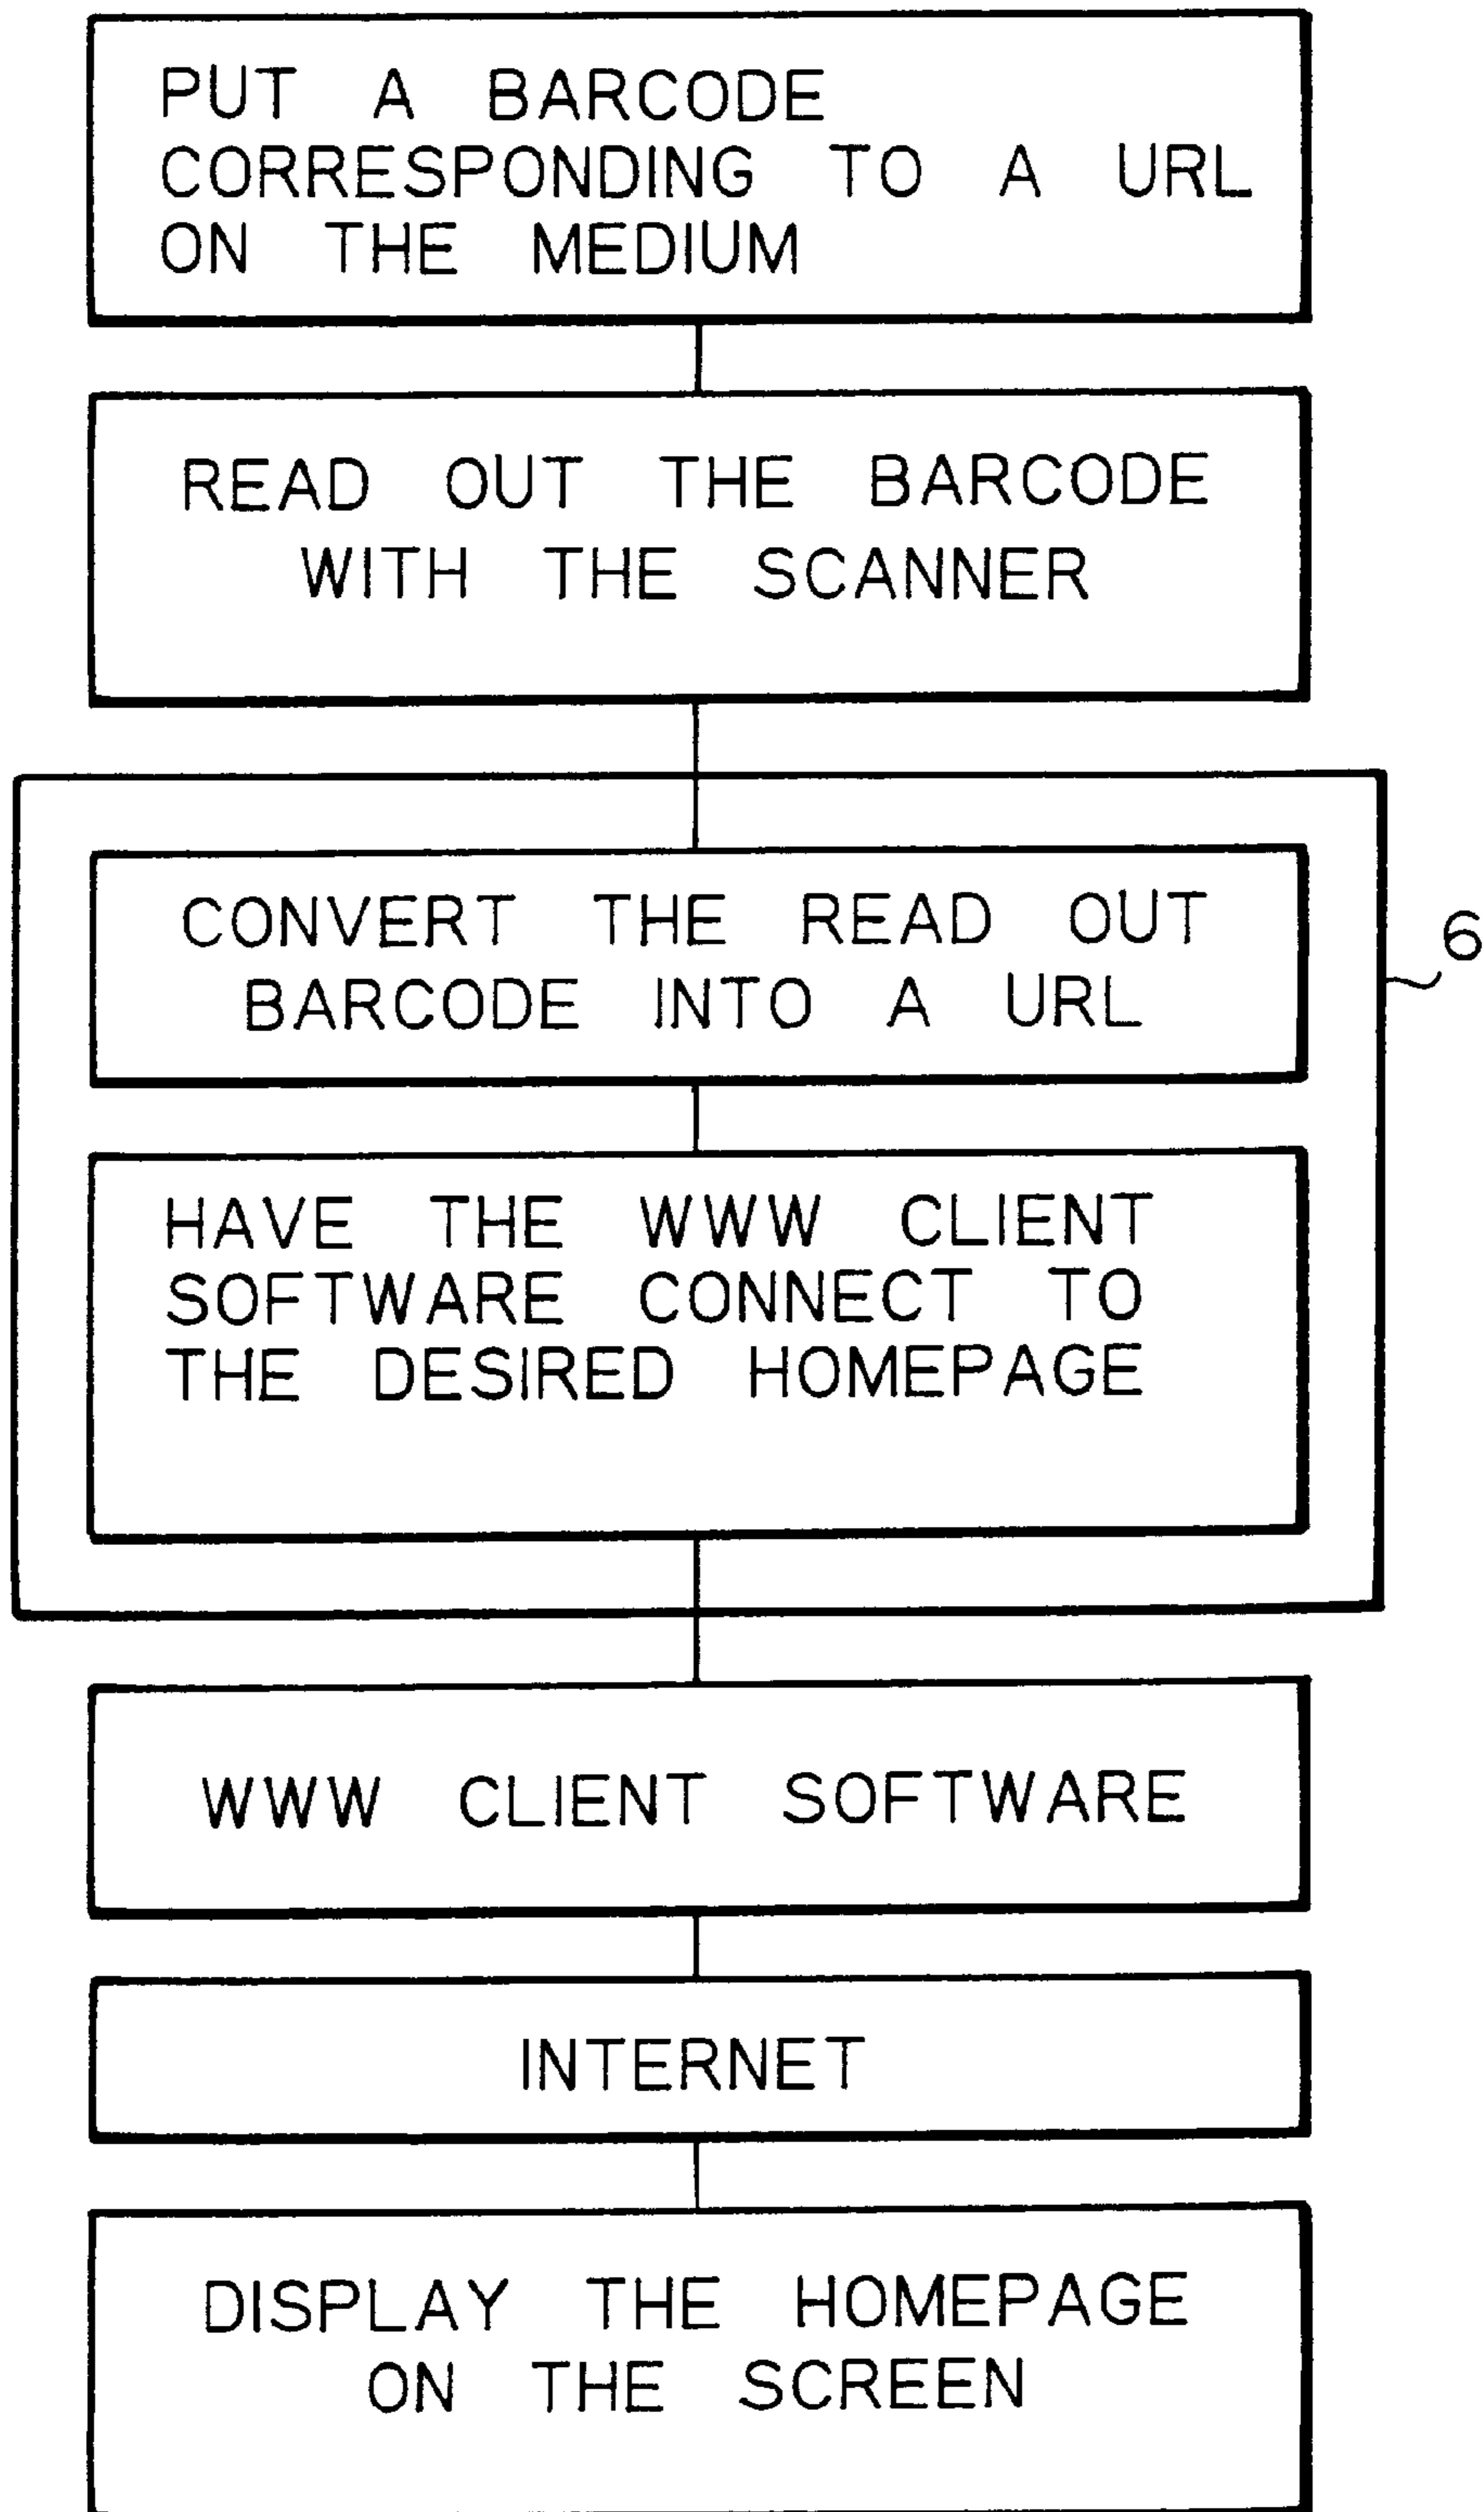 PUT A BARCODE
CORRESPONDING TO A URL
ON THE MEDIUM
READ OUT THE BARCODE
WITH THE SCANNER
CONVERT THE READ OUT
BARCODE INTO A URL
6
HAVE THE WWW CLIENT
SOFTWARE CONNECT TO
THE DESIRED HOMEPAGE
WWW CLIENT SOFTWARE
INTERNET
DISPLAY THE HOMEPAGE
ON THE SCREEN